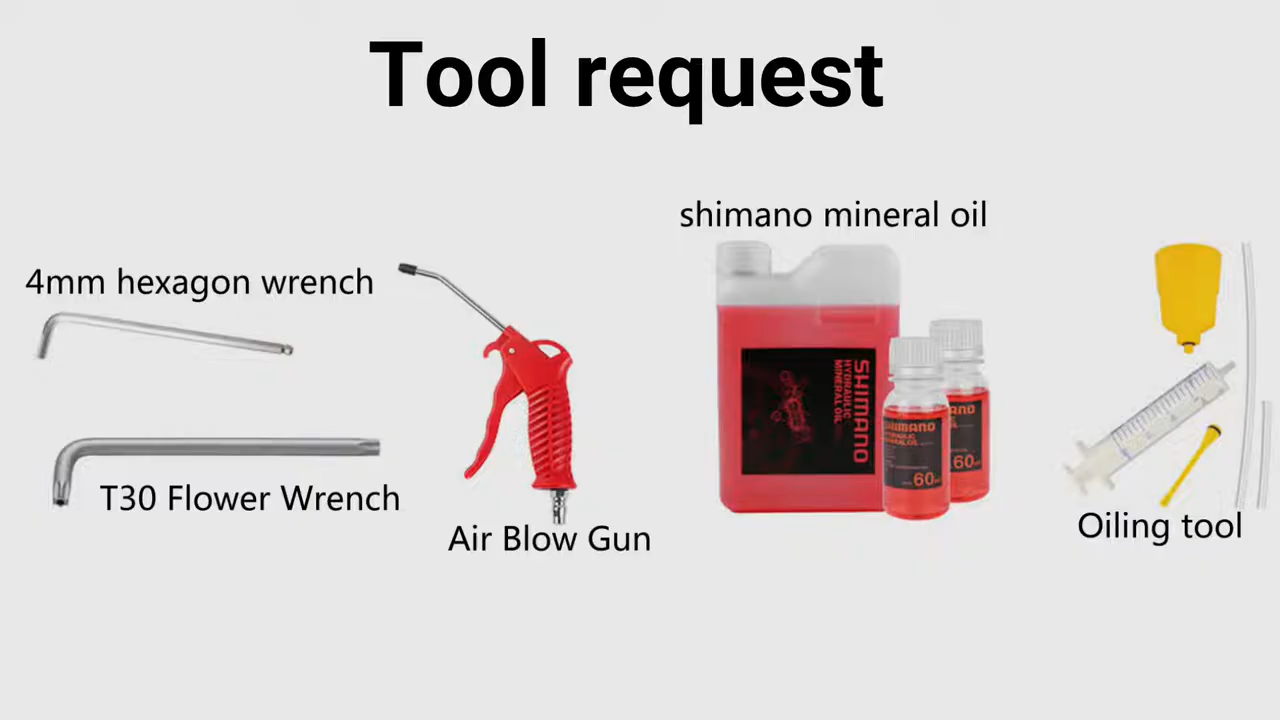 Tool request
shimano mineral oil
4mm hexagon wrench
T30 Flower Wrench
Air Blow Gun
Oiling tool
SHIMANO
HYDRAULIC
MINERAL OIL
SHIMANO
60
60